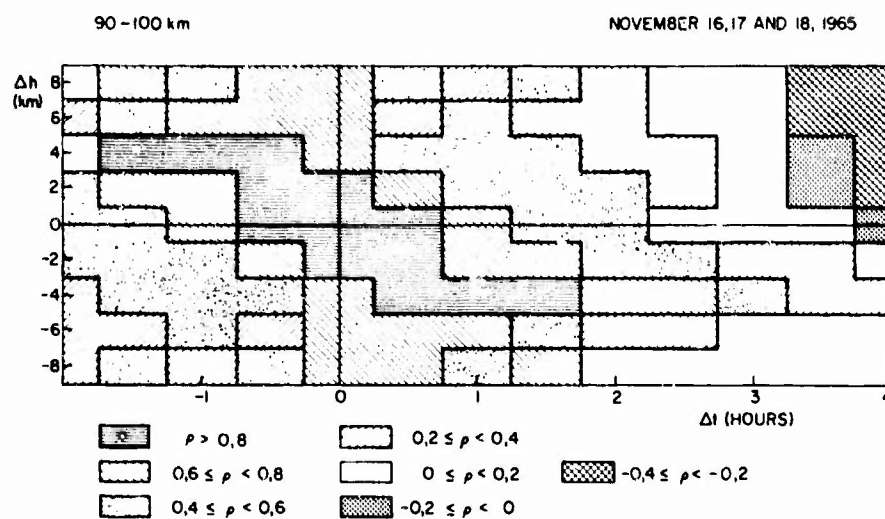 90-100 km NOVEMBER 16,17 AND 18, 1965
Δh
(km)
8
6
4
2
0
-2
-4
-6
-8
-1 0 1 2 3 4
Δt (HOURS)
ρ > 0,8 0,2 ≤ ρ < 0,4
0,6 ≤ ρ < 0,8 0 ≤ ρ < 0,2 -0,4 ≤ ρ < -0,2
0,4 ≤ ρ < 0,6 -0,2 ≤ ρ < 0